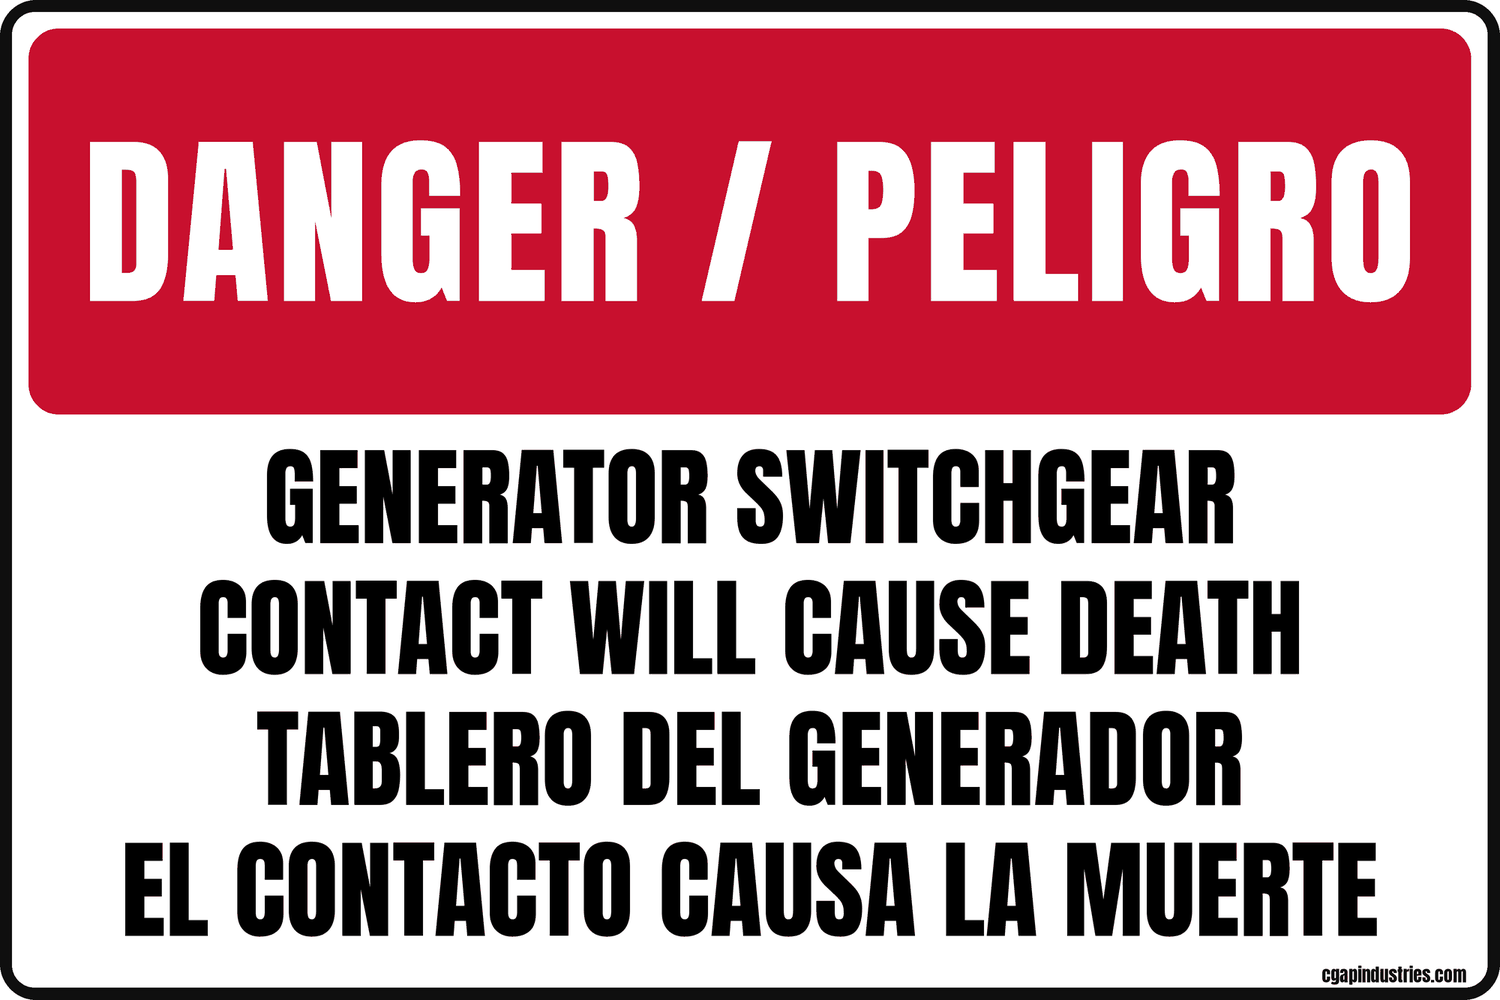 DANGER / PELIGRO
GENERATOR SWITCHGEAR
CONTACT WILL CAUSE DEATH
TABLERO DEL GENERADOR
EL CONTACTO CAUSA LA MUERTE
cgapindustries.com